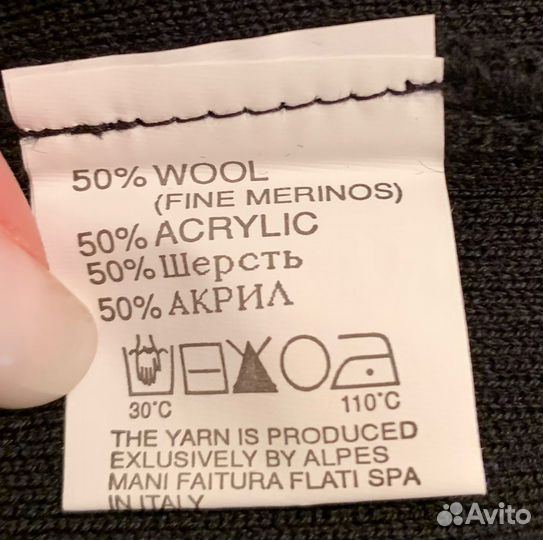 50% WOOL
(FINE MERINOS)
50% ACRYLIC
50% Шерсть
50% АКРИЛ
30°C 110°C
THE YARN IS PRODUCED
EXLUSIVELY BY ALPES
MANI FAITURA FLATI SPA
IN ITALY
Avito